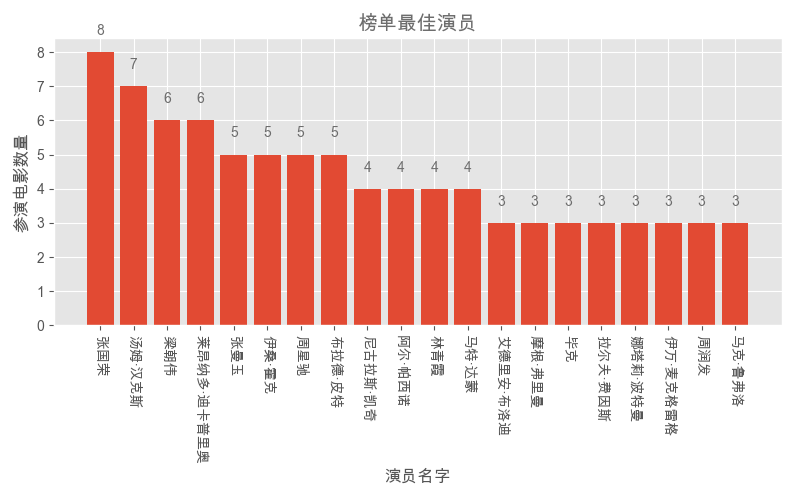 榜单最佳演员
参演电影数量
8
7
6
5
4
3
2
1
0
8
7
6
6
5
5
5
5
4
4
4
4
3
3
3
3
3
3
3
3
张国荣
汤姆·汉克斯
梁朝伟
莱昂纳多·迪卡普里奥
张曼玉
伊桑·霍克
周星驰
布拉德·皮特
尼古拉斯·凯奇
阿尔·帕西诺
林青霞
马特·达蒙
艾德里安·布洛迪
摩根·弗里曼
毕克
拉尔夫·费因斯
娜塔莉·波特曼
伊万·麦克格雷格
周润发
马克·鲁弗洛
演员名字